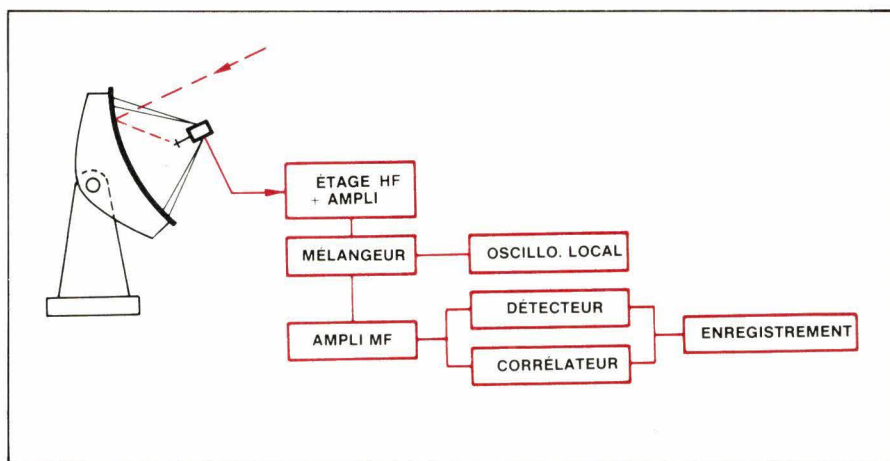 ÉTAGE HF
+ AMPLI
MÉLANGEUR
OSCILLO. LOCAL
DÉTECTEUR
AMPLI MF
ENREGISTREMENT
CORRÉLATEUR